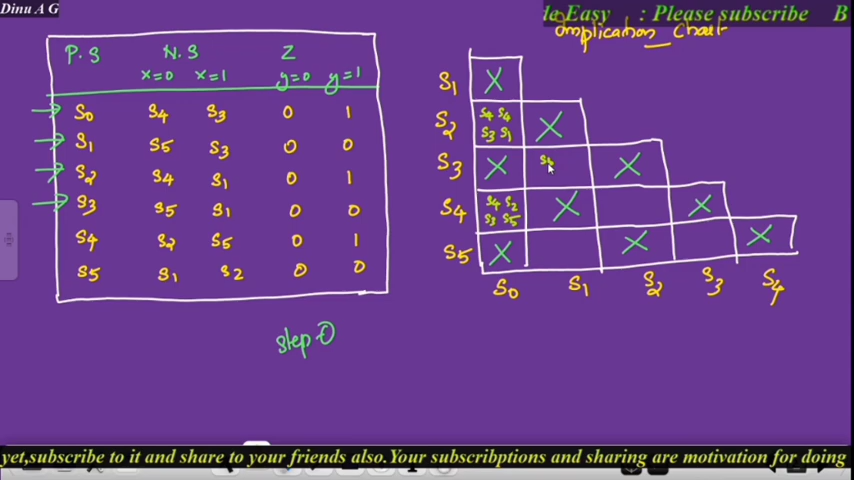 Dinu A G
de Easy : Please subscribe B
Implication Chart
P.S N.S Z
x=0 x=1 y=0 y=1
S0 S4 S3 0 1
S1 S5 S3 0 0
S2 S4 S1 0 1
S3 S5 S1 0 0
S4 S2 S5 0 1
S5 S1 S2 0 0
S1 X
S2 S4 S4 X
S3 S1
S3 X S5 X
S4 S4 S2 X X
S3 S5
S5 X X X
S0 S1 S2 S3 S4
step-0
yet,subscribe to it and share to your friends also.Your subscribptions and sharing are motivation for doing